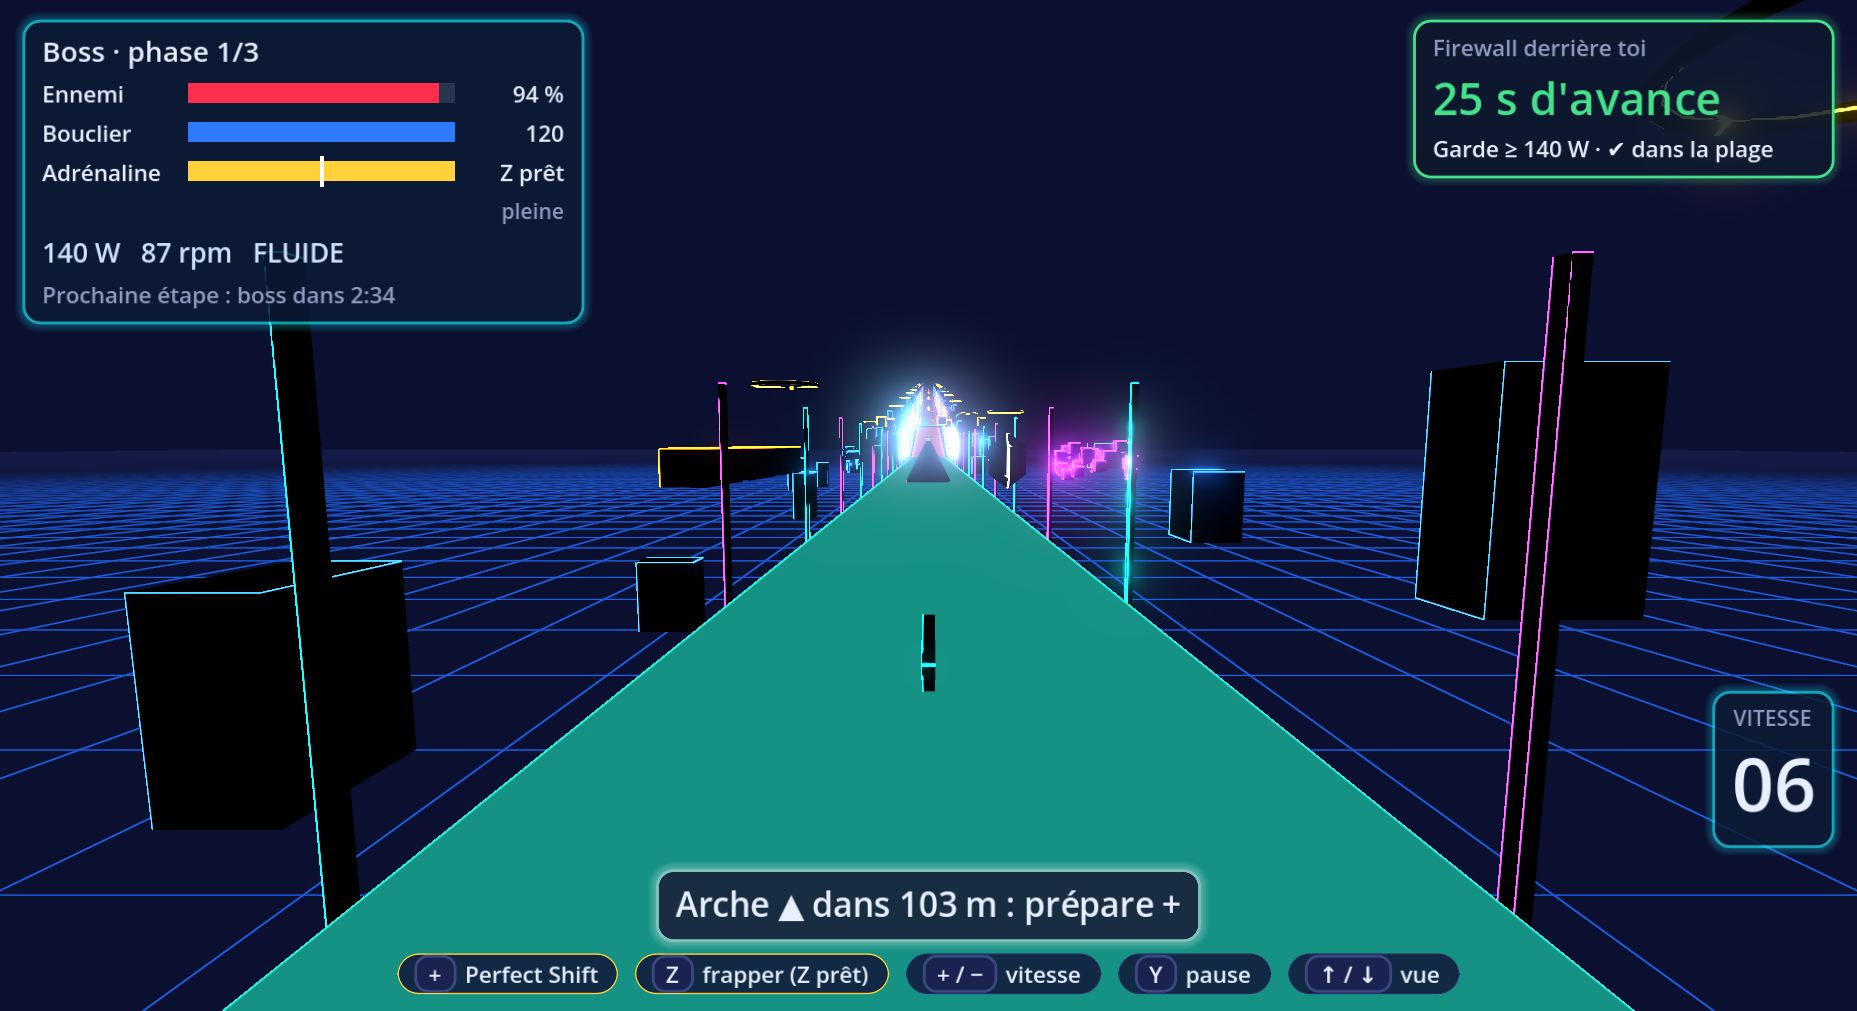 Boss · phase 1/3
Ennemi 94 %
Bouclier 120
Adrénaline Z prêt
pleine
140 W 87 rpm FLUIDE
Prochaine étape : boss dans 2:34
Firewall derrière toi
25 s d'avance
Garde ≥ 140 W · ✔ dans la plage
VITESSE
06
Arche ▲ dans 103 m : prépare +
+ Perfect Shift Z frapper (Z prêt) + / − vitesse Y pause ↑ / ↓ vue